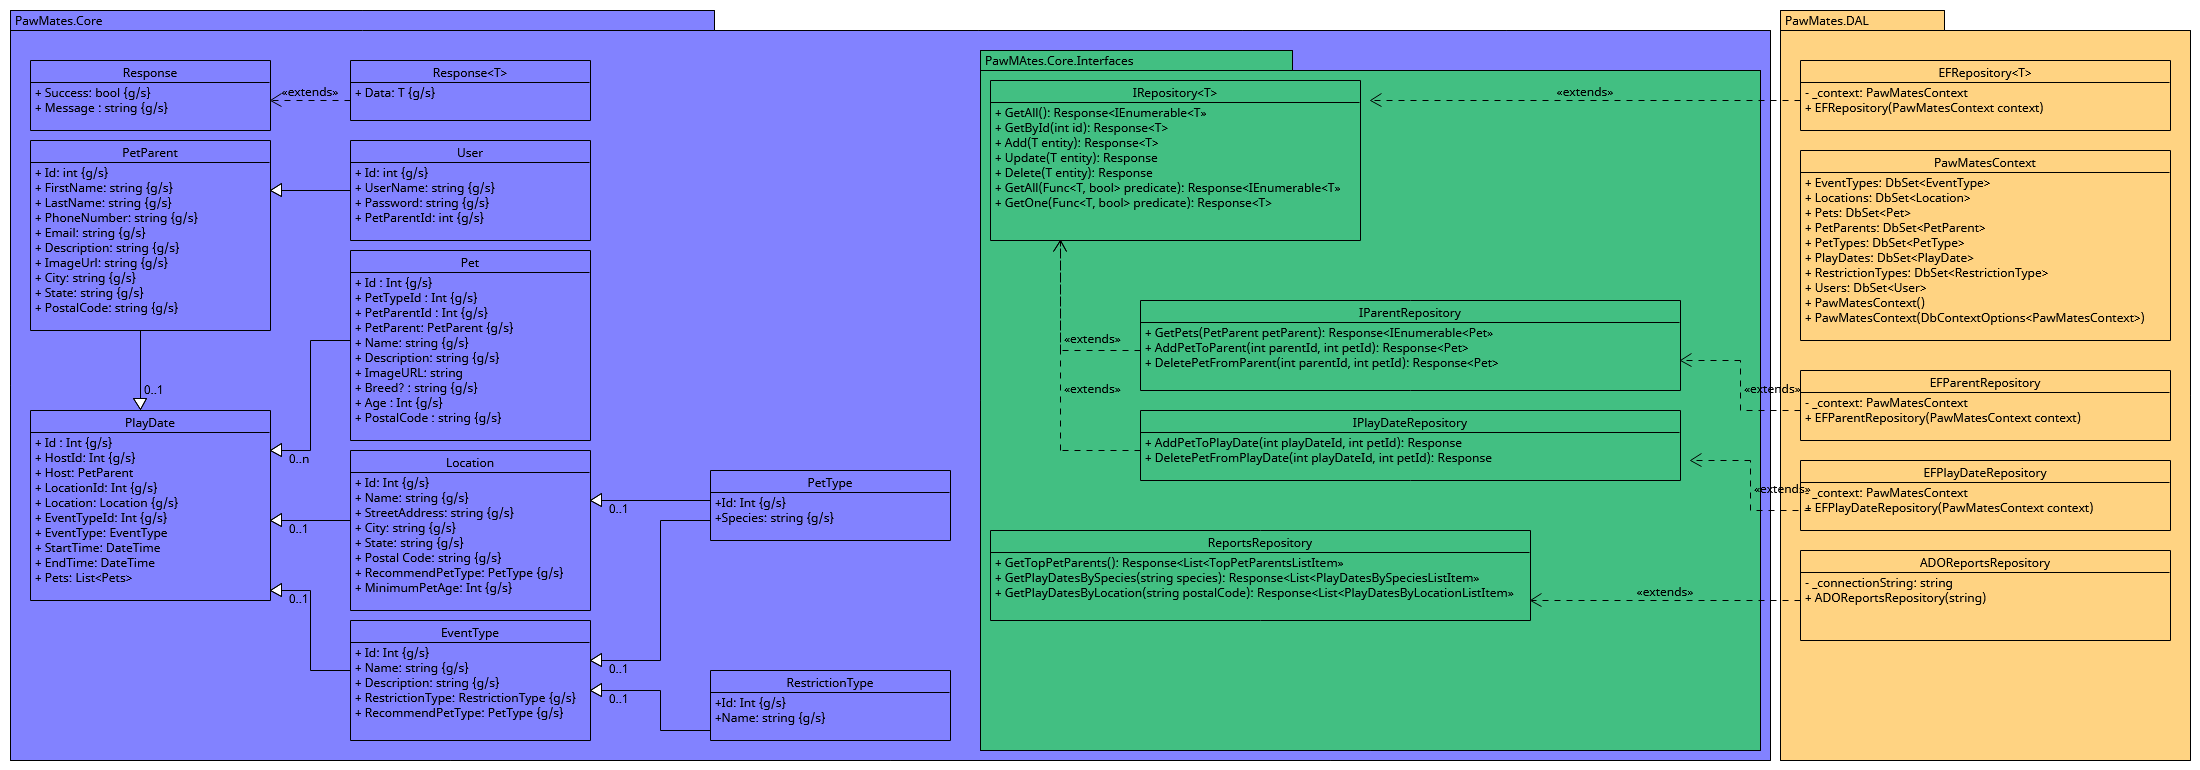 PawMates.Core
Response
+ Success: bool {g/s}
+ Message : string {g/s}
«extends»
Response<T>
+ Data: T {g/s}
PetParent
+ Id: int {g/s}
+ FirstName: string {g/s}
+ LastName: string {g/s}
+ PhoneNumber: string {g/s}
+ Email: string {g/s}
+ Description: string {g/s}
+ ImageUrl: string {g/s}
+ City: string {g/s}
+ State: string {g/s}
+ PostalCode: string {g/s}
User
+ Id: int {g/s}
+ UserName: string {g/s}
+ Password: string {g/s}
+ PetParentId: int {g/s}
Pet
+ Id : Int {g/s}
+ PetTypeId : Int {g/s}
+ PetParentId : Int {g/s}
+ PetParent: PetParent {g/s}
+ Name: string {g/s}
+ Description: string {g/s}
+ ImageURL: string
+ Breed? : string {g/s}
+ Age : Int {g/s}
+ PostalCode : string {g/s}
0..1
PlayDate
+ Id : Int {g/s}
+ HostId: Int {g/s}
+ Host: PetParent
+ LocationId: Int {g/s}
+ Location: Location {g/s}
+ EventTypeId: Int {g/s}
+ EventType: EventType
+ StartTime: DateTime
+ EndTime: DateTime
+ Pets: List<Pets>
0..n
0..1
0..1
Location
+ Id: Int {g/s}
+ Name: string {g/s}
+ StreetAddress: string {g/s}
+ City: string {g/s}
+ State: string {g/s}
+ Postal Code: string {g/s}
+ RecommendPetType: PetType {g/s}
+ MinimumPetAge: Int {g/s}
EventType
+ Id: Int {g/s}
+ Name: string {g/s}
+ Description: string {g/s}
+ RestrictionType: RestrictionType {g/s}
+ RecommendPetType: PetType {g/s}
0..1
0..1
0..1
PetType
+Id: Int {g/s}
+Species: string {g/s}
RestrictionType
+Id: Int {g/s}
+Name: string {g/s}
PawMAtes.Core.Interfaces
IRepository<T>
+ GetAll(): Response<IEnumerable<T»
+ GetById(int id): Response<T>
+ Add(T entity): Response<T>
+ Update(T entity): Response
+ Delete(T entity): Response
+ GetAll(Func<T, bool> predicate): Response<IEnumerable<T»
+ GetOne(Func<T, bool> predicate): Response<T>
«extends»
«extends»
IParentRepository
+ GetPets(PetParent petParent): Response<IEnumerable<Pet»
+ AddPetToParent(int parentId, int petId): Response<Pet>
+ DeletePetFromParent(int parentId, int petId): Response<Pet>
IPlayDateRepository
+ AddPetToPlayDate(int playDateId, int petId): Response
+ DeletePetFromPlayDate(int playDateId, int petId): Response
ReportsRepository
+ GetTopPetParents(): Response<List<TopPetParentsListItem»
+ GetPlayDatesBySpecies(string species): Response<List<PlayDatesBySpeciesListItem»
+ GetPlayDatesByLocation(string postalCode): Response<List<PlayDatesByLocationListItem»
«extends»
«extends»
«extends»
«extends»
PawMates.DAL
EFRepository<T>
- _context: PawMatesContext
+ EFRepository(PawMatesContext context)
PawMatesContext
+ EventTypes: DbSet<EventType>
+ Locations: DbSet<Location>
+ Pets: DbSet<Pet>
+ PetParents: DbSet<PetParent>
+ PetTypes: DbSet<PetType>
+ PlayDates: DbSet<PlayDate>
+ RestrictionTypes: DbSet<RestrictionType>
+ Users: DbSet<User>
+ PawMatesContext()
+ PawMatesContext(DbContextOptions<PawMatesContext>)
EFParentRepository
- _context: PawMatesContext
+ EFParentRepository(PawMatesContext context)
EFPlayDateRepository
- _context: PawMatesContext
+ EFPlayDateRepository(PawMatesContext context)
ADOReportsRepository
- _connectionString: string
+ ADOReportsRepository(string)